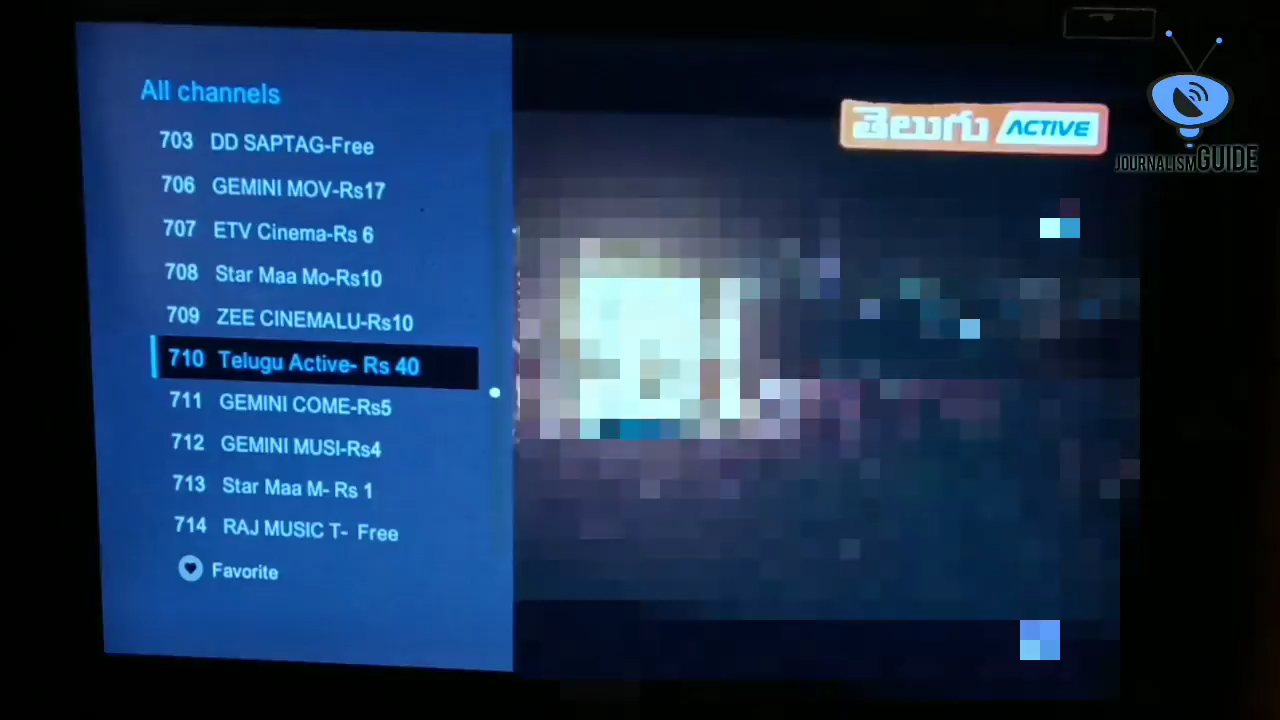 All channels
703 DD SAPTAG-Free
706 GEMINI MOV-Rs17
707 ETV Cinema-Rs 6
708 Star Maa Mo-Rs10
709 ZEE CINEMALU-Rs10
710 Telugu Active- Rs 40
711 GEMINI COME-Rs5
712 GEMINI MUSI-Rs4
713 Star Maa M- Rs 1
714 RAJ MUSIC T- Free
Favorite
తెలుగు ACTIVE
JOURNALISMGUIDE